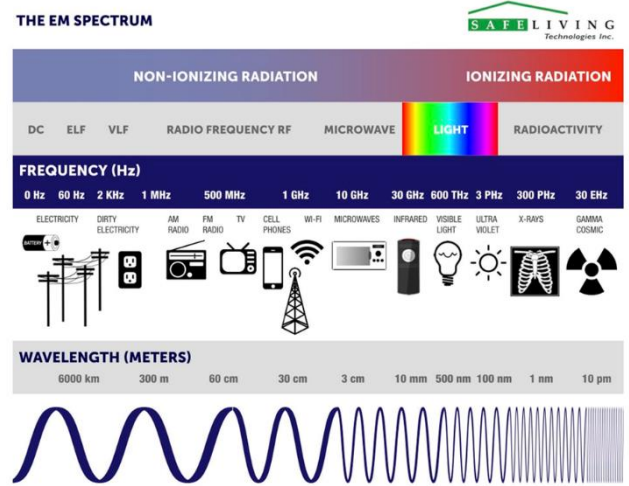 THE EM SPECTRUM
SAFE LIVING
Technologies Inc.
NON-IONIZING RADIATION IONIZING RADIATION
DC ELF VLF RADIO FREQUENCY RF MICROWAVE LIGHT RADIOACTIVITY
FREQUENCY (Hz)
0 Hz 60 Hz 2 KHz 1 MHz 500 MHz 1 GHz 10 GHz 30 GHz 600 THz 3 PHz 300 PHz 30 EHz
ELECTRICITY DIRTY AM FM TV CELL WI-FI MICROWAVES INFRARED VISIBLE ULTRA X-RAYS GAMMA
ELECTRICITY RADIO RADIO PHONES LIGHT VIOLET COSMIC
BATTERY + -
WAVELENGTH (METERS)
6000 km 300 m 60 cm 30 cm 3 cm 10 mm 500 nm 100 nm 1 nm 10 pm